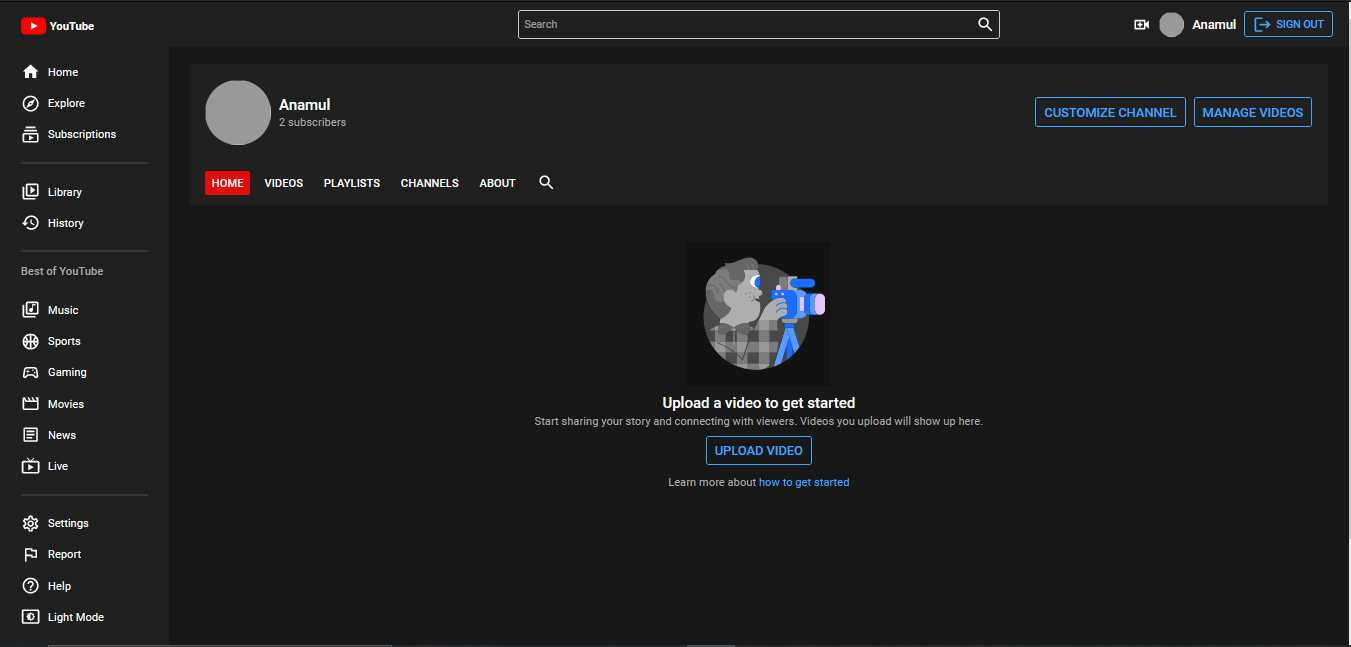 YouTube
Search
Anamul
SIGN OUT
Home
Explore
Subscriptions
Library
History
Best of YouTube
Music
Sports
Gaming
Movies
News
Live
Settings
Report
Help
Light Mode
Anamul
2 subscribers
CUSTOMIZE CHANNEL
MANAGE VIDEOS
HOME VIDEOS PLAYLISTS CHANNELS ABOUT
Upload a video to get started
Start sharing your story and connecting with viewers. Videos you upload will show up here.
UPLOAD VIDEO
Learn more about how to get started